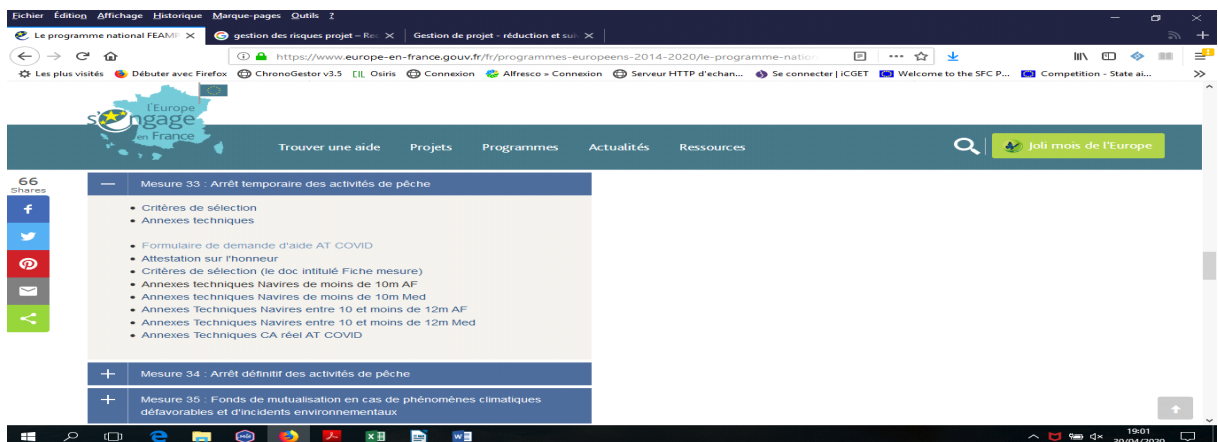 Fichier Édition Affichage Historique Marque-pages Outils ?
Le programme national FEAMP
gestion des risques projet – Rec
Gestion de projet - réduction et sui
https://www.europe-en-france.gouv.fr/fr/programmes-europeens-2014-2020/le-programme-nation
Les plus visités Débuter avec Firefox ChronoGestor v3.5 Osiris Connexion Alfresco » Connexion Serveur HTTP d'echan... Se connecter | iCGET Welcome to the SFC P... Competition - State ai...
l'Europe
s'engage
en France
Trouver une aide Projets Programmes Actualités Ressources
Joli mois de l'Europe
66
Shares
Mesure 33 : Arrêt temporaire des activités de pêche
Critères de sélection
Annexes techniques
Formulaire de demande d'aide AT COVID
Attestation sur l'honneur
Critères de sélection (le doc intitulé Fiche mesure)
Annexes techniques Navires de moins de 10m AF
Annexes techniques Navires de moins de 10m Med
Annexes Techniques Navires entre 10 et moins de 12m AF
Annexes Techniques Navires entre 10 et moins de 12m Med
Annexes Techniques CA réel AT COVID
Mesure 34 : Arrêt définitif des activités de pêche
Mesure 35 : Fonds de mutualisation en cas de phénomènes climatiques
défavorables et d'incidents environnementaux
19:01
20/04/2020